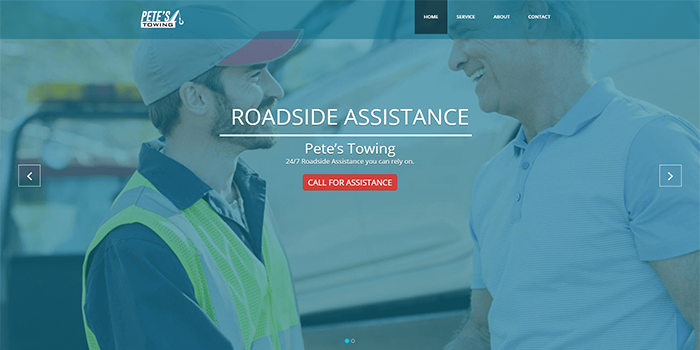 PETE'S
TOWING
HOME SERVICE ABOUT CONTACT
ROADSIDE ASSISTANCE
Pete's Towing
24/7 Roadside Assistance you can rely on.
CALL FOR ASSISTANCE